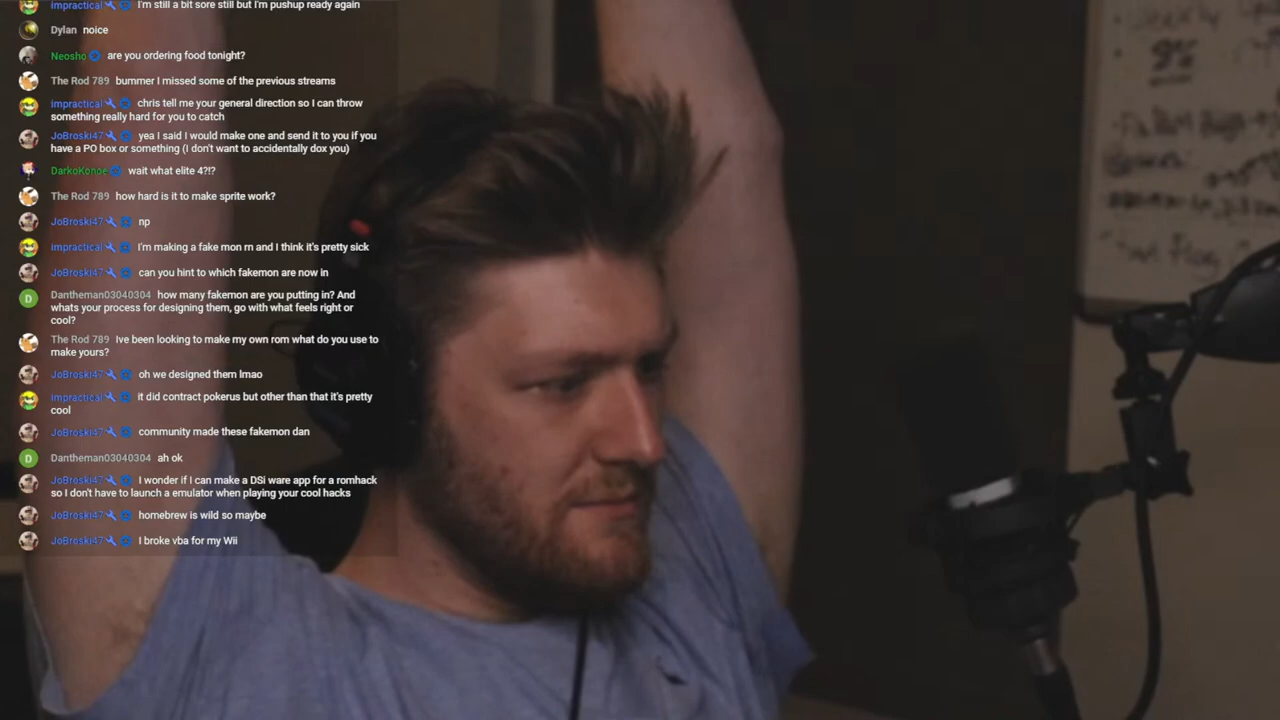 impractical I'm still a bit sore still but I'm pushup ready again
Dylan noice
Neosho are you ordering food tonight?
The Rod 789 bummer I missed some of the previous streams
impractical chris tell me your general direction so I can throw
something really hard for you to catch
JoBroski47 yea I said I would make one and send it to you if you
have a PO box or something (I don't want to accidentally dox you)
DarkoKonoe wait what elite 4?!?
The Rod 789 how hard is it to make sprite work?
JoBroski47 np
impractical I'm making a fake mon rn and I think it's pretty sick
JoBroski47 can you hint to which fakemon are now in
D Dantheman03040304 how many fakemon are you putting in? And
whats your process for designing them, go with what feels right or
cool?
The Rod 789 Ive been looking to make my own rom what do you use to
make yours?
JoBroski47 oh we designed them lmao
impractical it did contract pokerus but other than that it's pretty
cool
JoBroski47 community made these fakemon dan
D Dantheman03040304 ah ok
JoBroski47 I wonder if I can make a DSi ware app for a romhack
so I don't have to launch a emulator when playing your cool hacks
JoBroski47 homebrew is wild so maybe
JoBroski47 I broke vba for my Wii